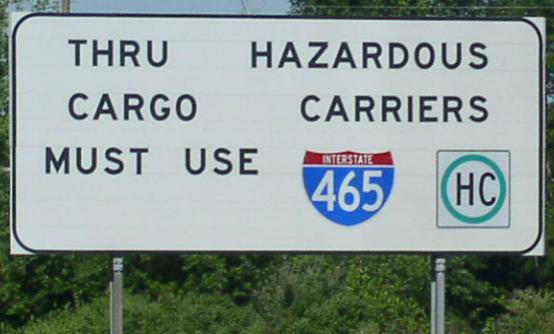 THRU HAZARDOUS
CARGO CARRIERS
MUST USE INTERSTATE 465 HC